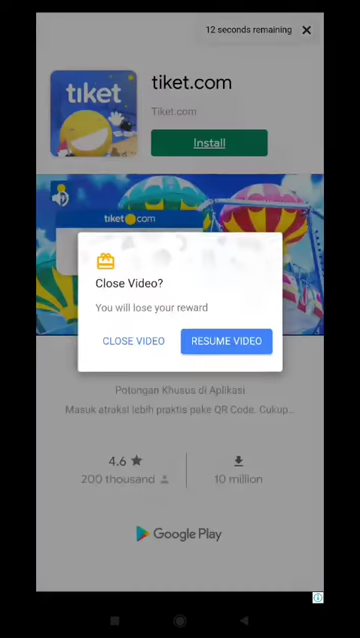 12 seconds remaining
tiket
tiket.com
Tiket.com
Install
tiket com
Close Video?
You will lose your reward
CLOSE VIDEO
RESUME VIDEO
Potongan Khusus di Aplikasi
Masuk atraksi lebih praktis pake QR Code. Cukup...
4.6
200 thousand
10 million
Google Play